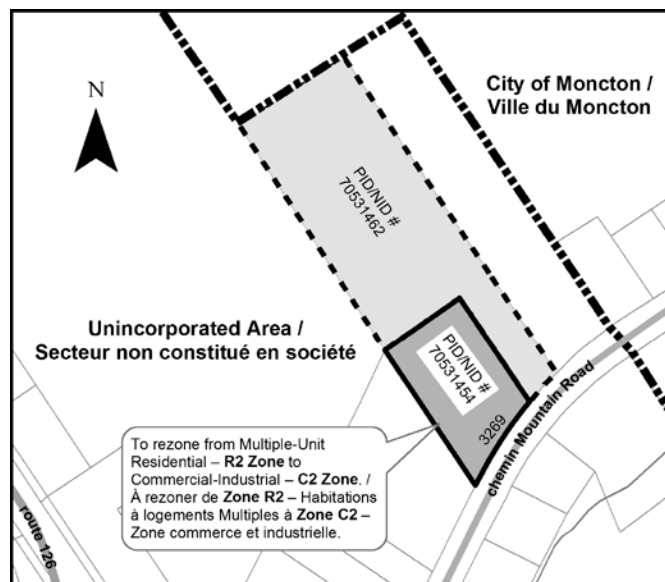 City of Moncton /
Ville du Moncton
N
PID/NID #
70531462
Unincorporated Area /
Secteur non constitué en société
PID/NID #
70531454
3269
chemin Mountain Road
To rezone from Multiple-Unit
Residential – R2 Zone to
Commercial-Industrial – C2 Zone. /
À rezoner de Zone R2 – Habitations
à logements Multiples à Zone C2 –
Zone commerce et industrielle.
route 126